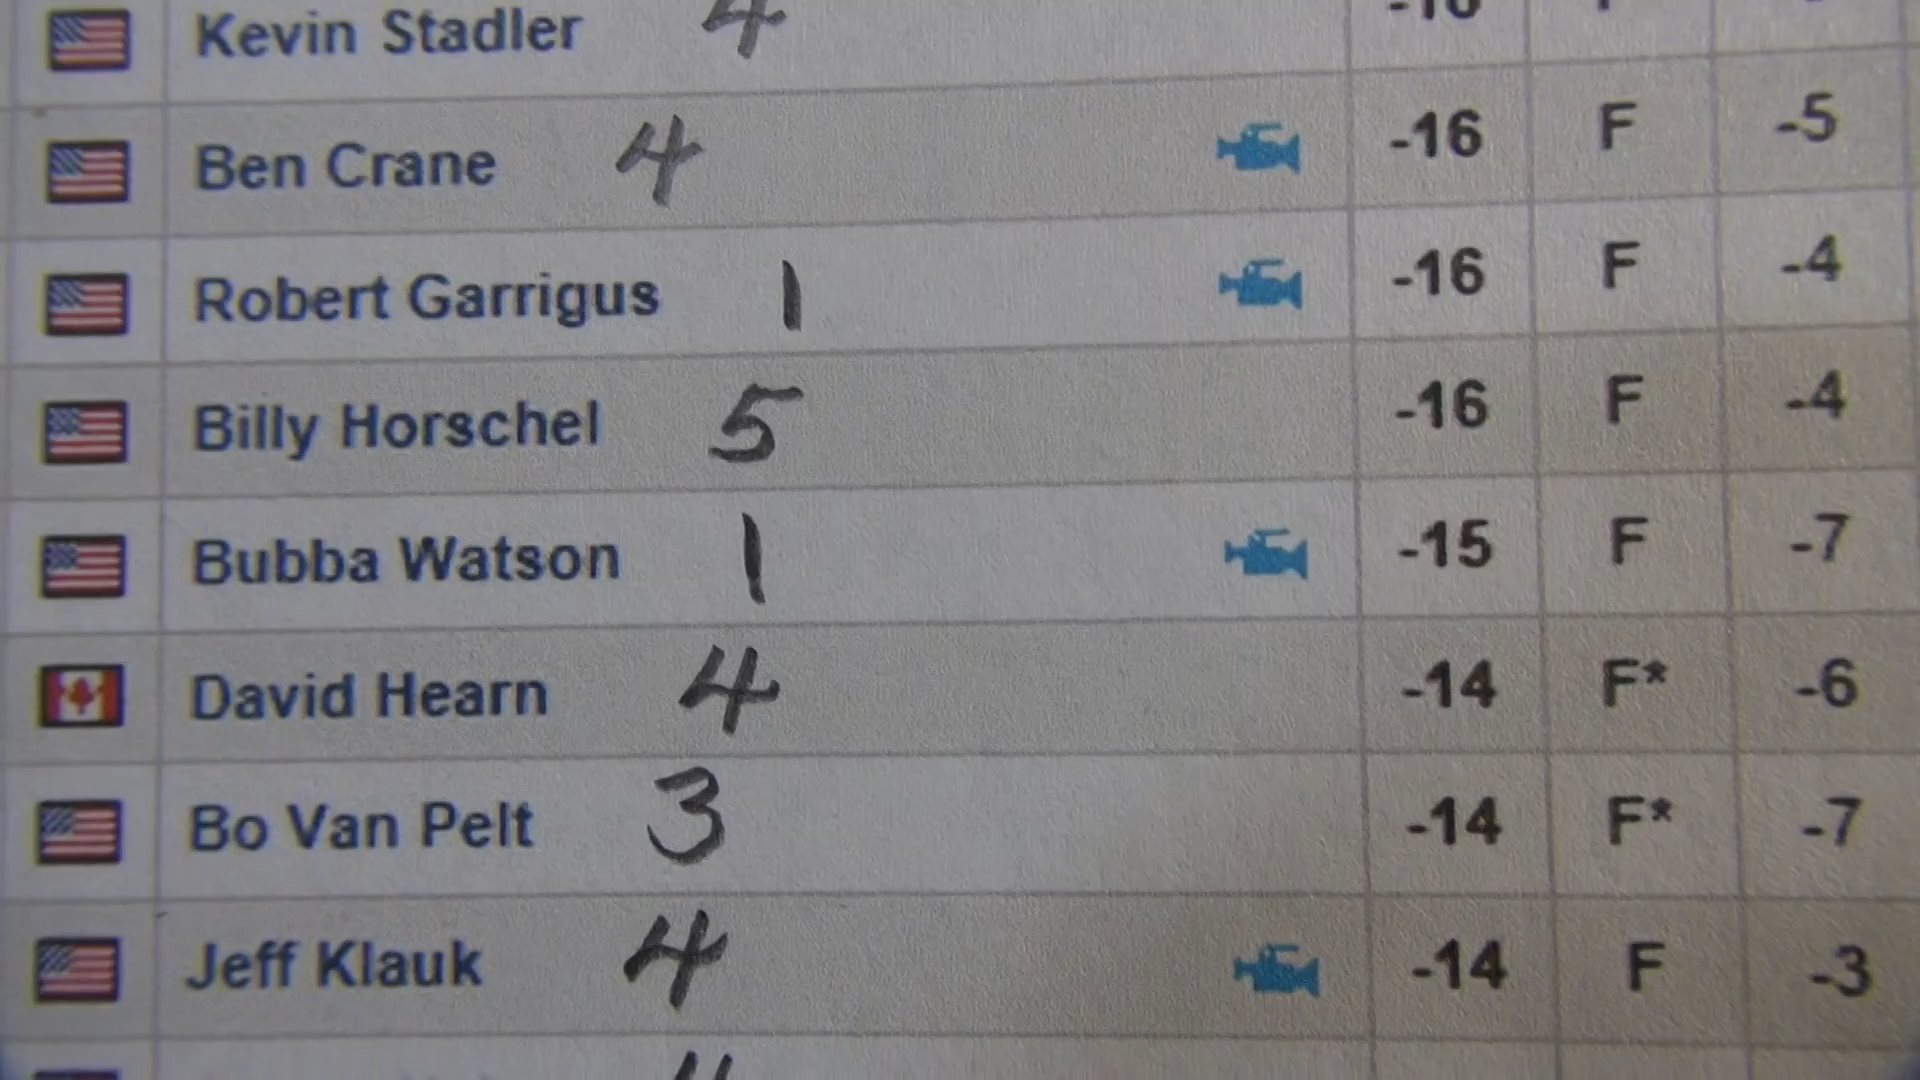 Kevin Stadler 4 -16
Ben Crane 4 -16 F -5
Robert Garrigus 1 -16 F -4
Billy Horschel 5 -16 F -4
Bubba Watson 1 -15 F -7
David Hearn 4 -14 F* -6
Bo Van Pelt 3 -14 F* -7
Jeff Klauk 4 -14 F -3